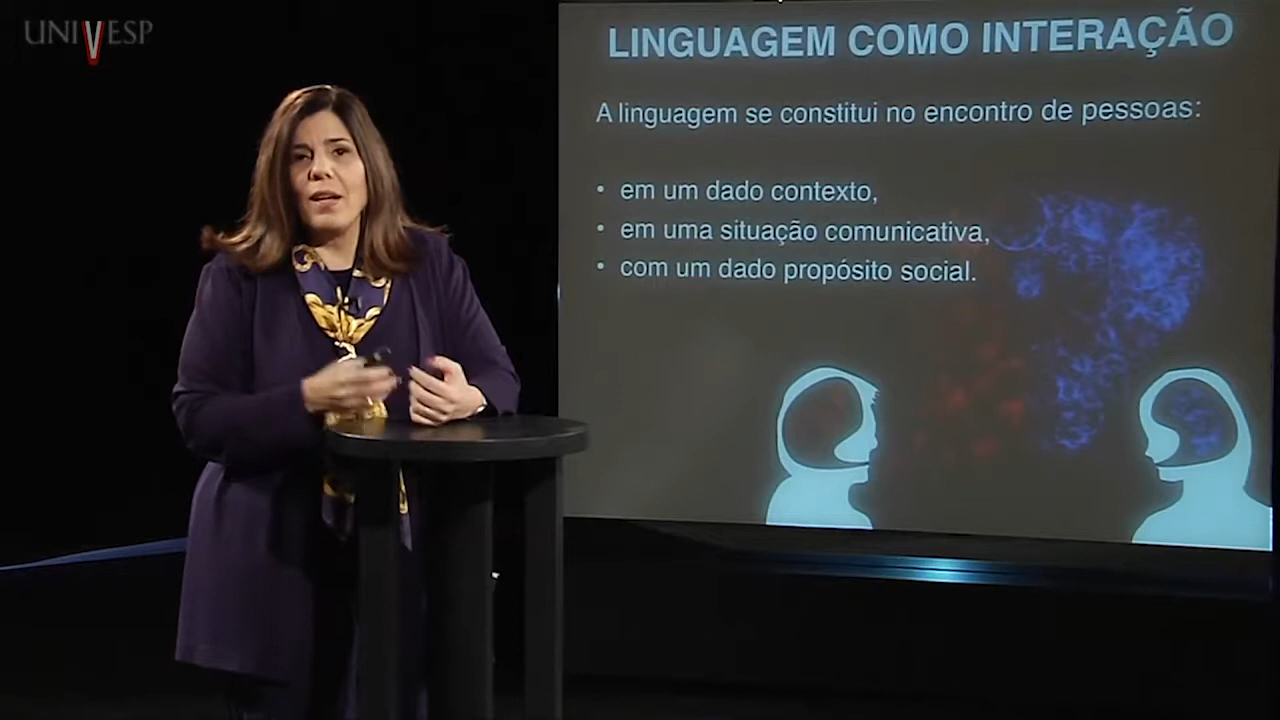 UNIVESP
LINGUAGEM COMO INTERAÇÃO
A linguagem se constitui no encontro de pessoas:
• em um dado contexto,
• em uma situação comunicativa,
• com um dado propósito social.